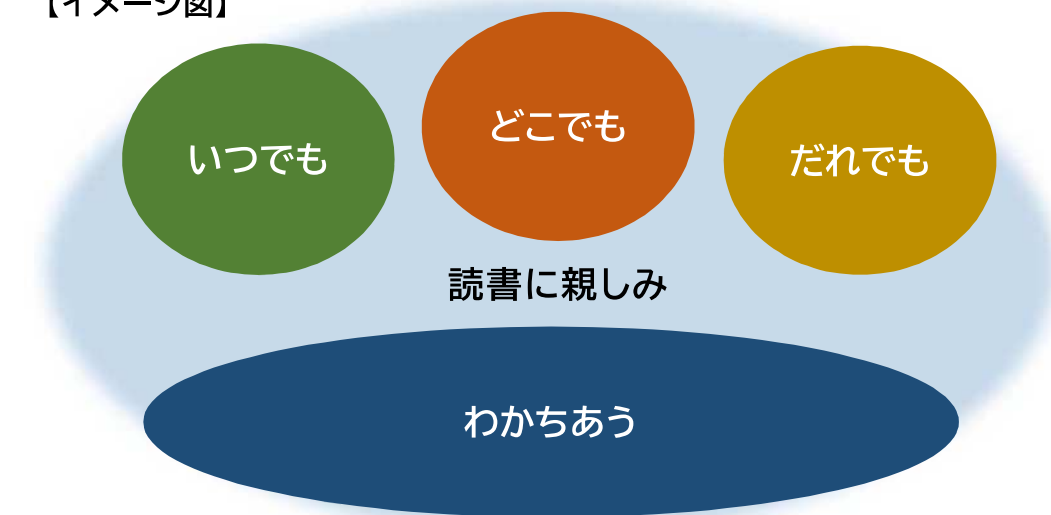 【イメージ図】
いつでも
どこでも
だれでも
読書に親しみ
わかちあう